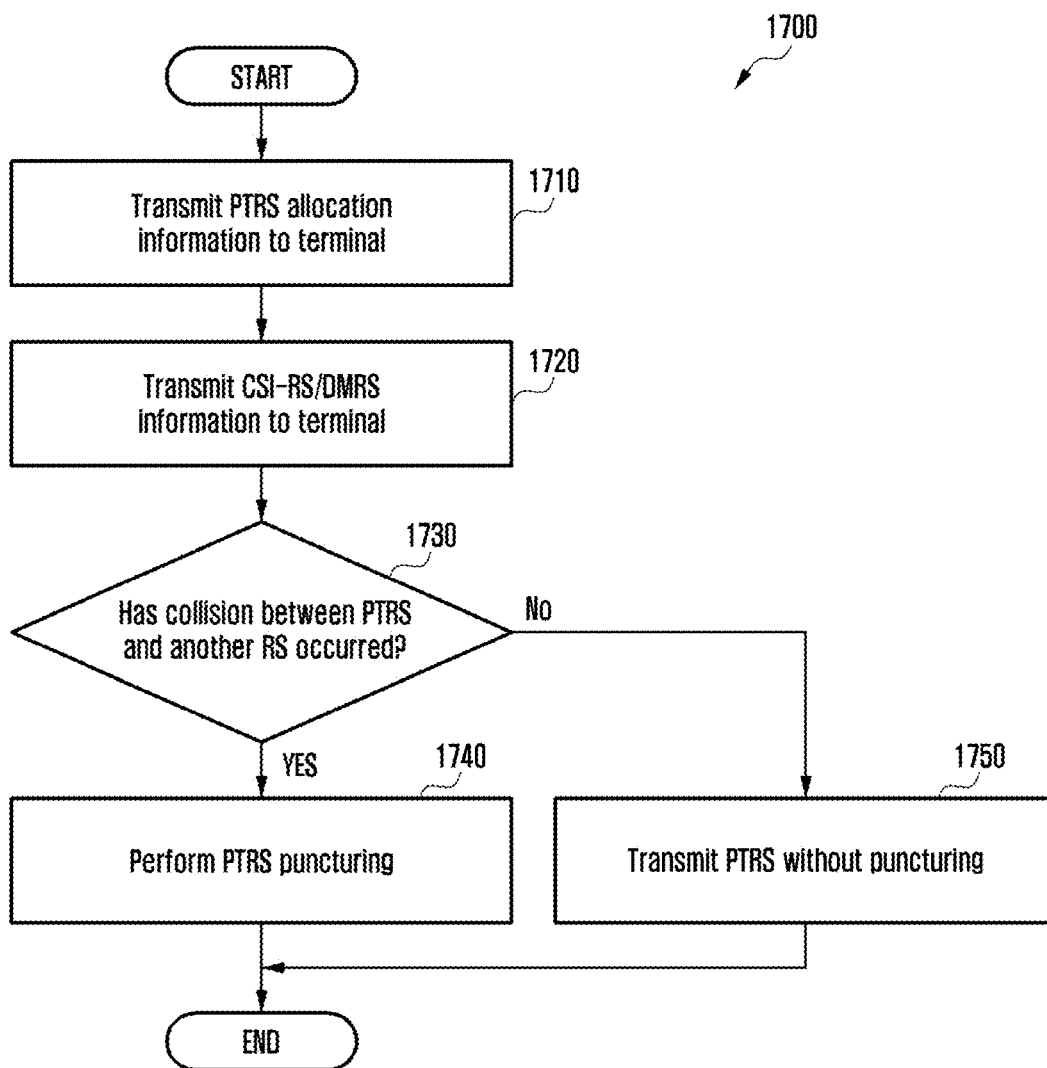 1700
START
1710
Transmit PTRS allocation
information to terminal
1720
Transmit CSI-RS/DMRS
information to terminal
1730
Has collision between PTRS
and another RS occurred?
No
YES
1740
Perform PTRS puncturing
1750
Transmit PTRS without puncturing
END